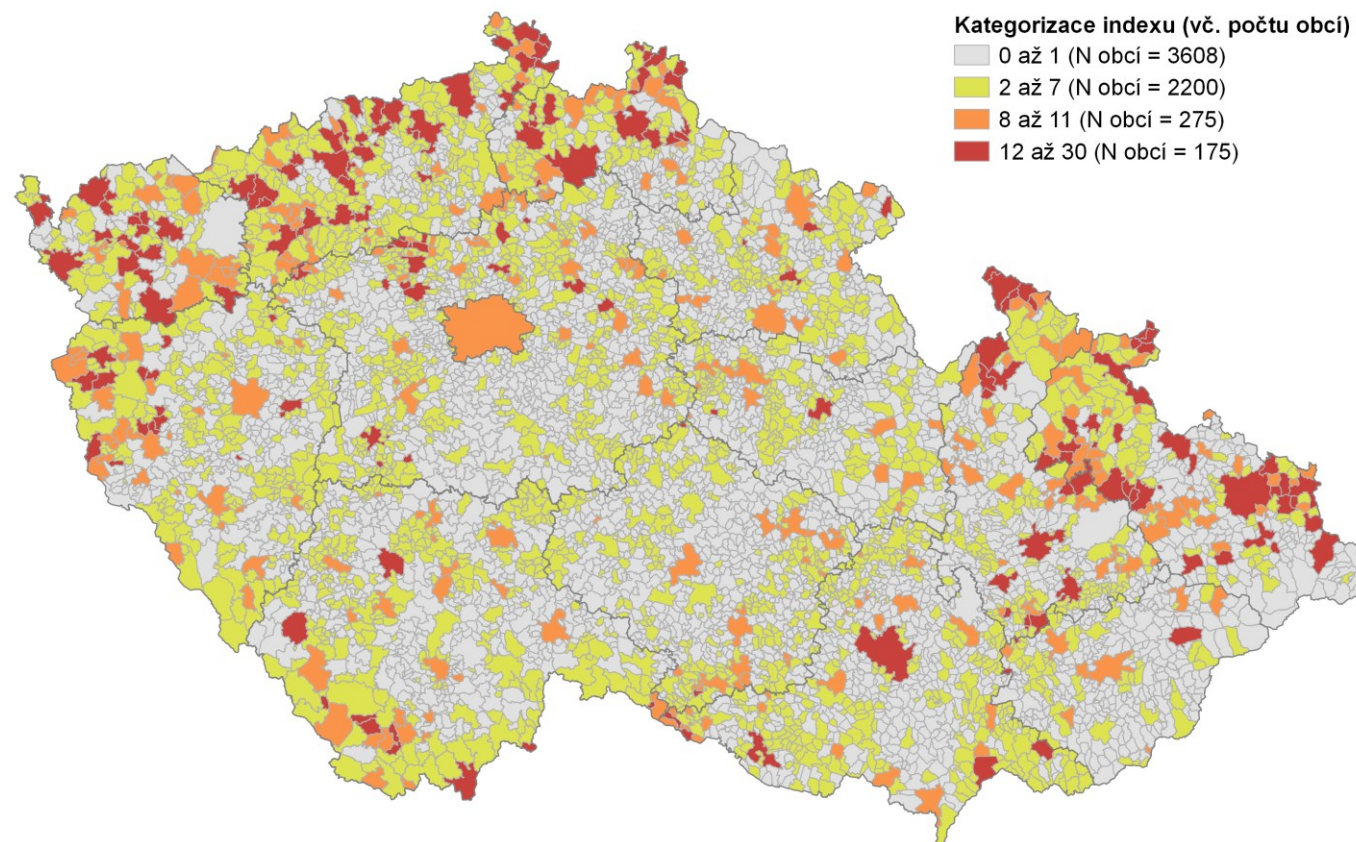 Kategorizace indexu (vč. počtu obcí)
0 až 1 (N obcí = 3608)
2 až 7 (N obcí = 2200)
8 až 11 (N obcí = 275)
12 až 30 (N obcí = 175)